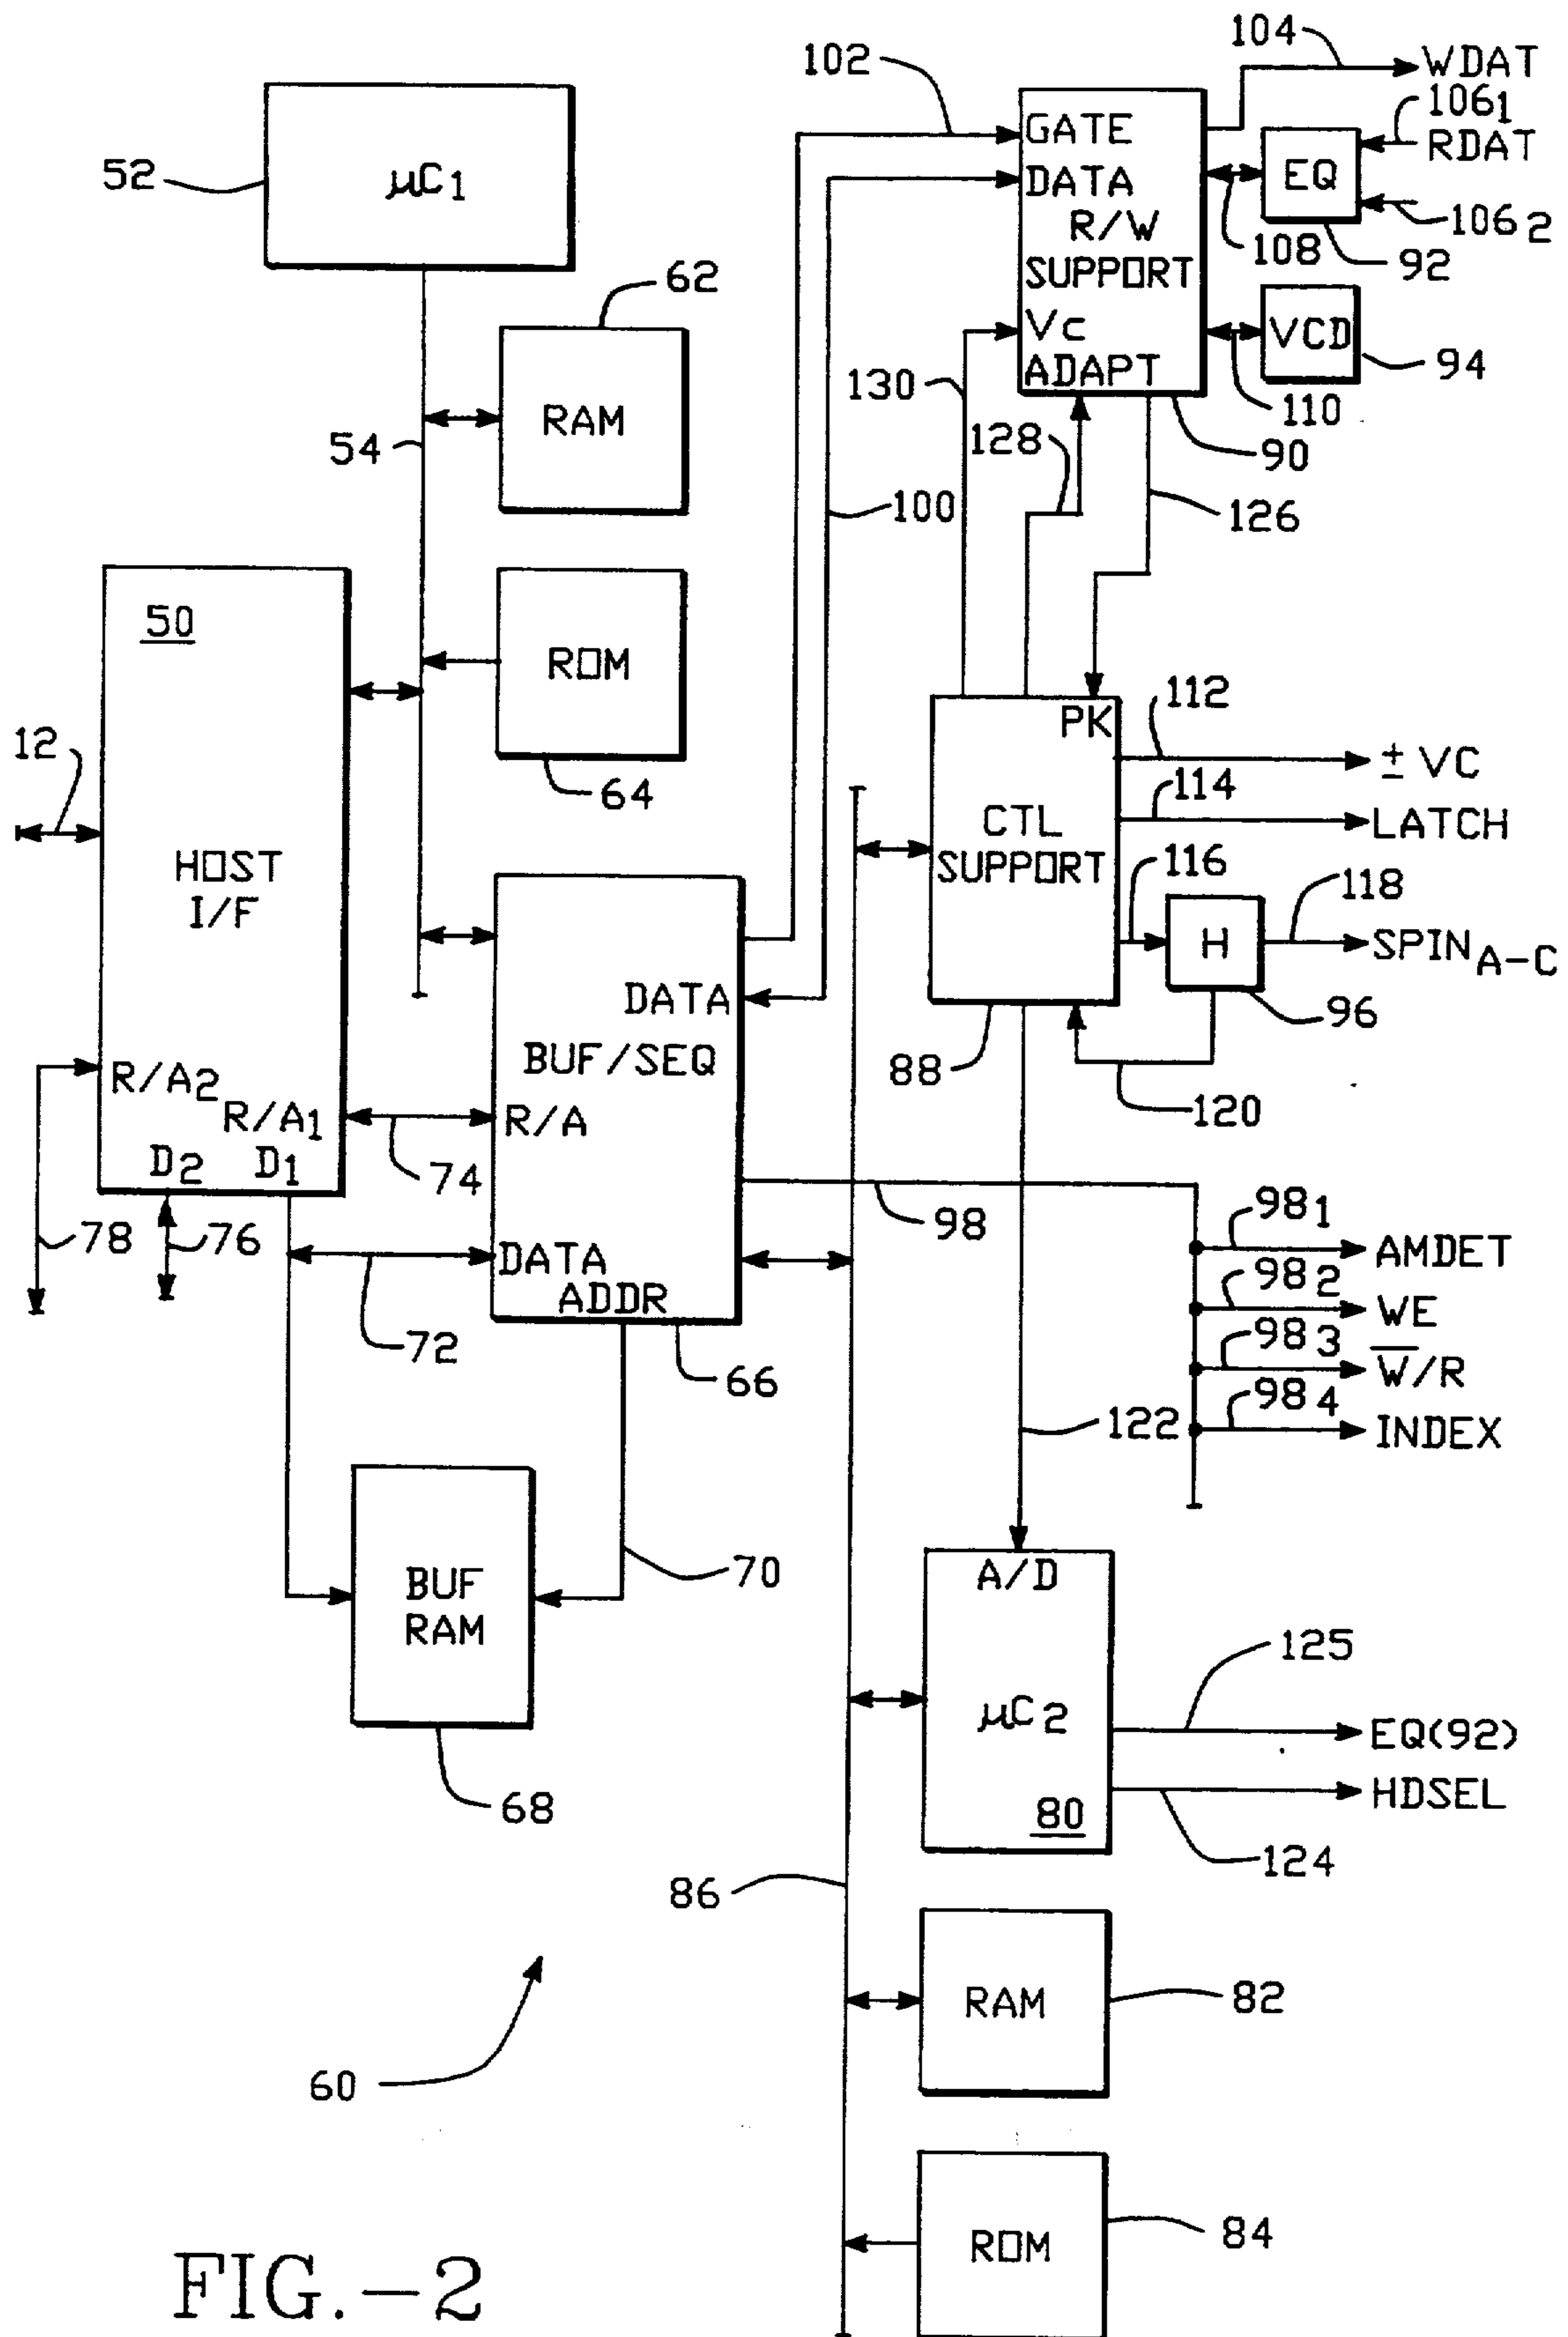 104
WDAT
102
106₁
RDAT
GATE
52
µC₁
DATA
EQ
R/W
SUPPORT
106₂
108
92
62
Vc
VCO
ADAPT
94
130
110
RAM
54
128
90
100
126
50
ROM
12
PK
112
± VC
64
114
CTL
SUPPORT
LATCH
HOST
I/F
116
118
H
SPIN A-C
DATA
96
BUF/SEQ
88
R/A₂
R/A₁
R/A
120
D₂
D₁
74
78
76
98
98₁
AMDET
DATA
ADDR
98₂
WE
72
98₃
W̅/R
66
98₄
INDEX
122
A/D
BUF
RAM
70
125
µC₂
EQ(92)
68
80
HDSEL
124
86
RAM
82
60
ROM
84
FIG.-2